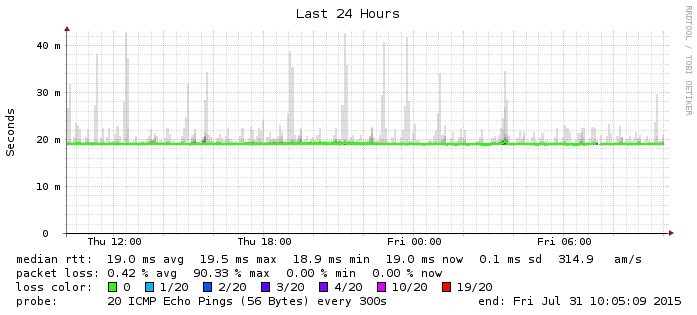 Last 24 Hours
RRDTOOL / TOBI OETIKER
Seconds
40 m
30 m
20 m
10 m
0
Thu 12:00 Thu 18:00 Fri 00:00 Fri 06:00
median rtt: 19.0 ms avg 19.5 ms max 18.9 ms min 19.0 ms now 0.1 ms sd 314.9 am/s
packet loss: 0.42 % avg 90.33 % max 0.00 % min 0.00 % now
loss color: 0 1/20 2/20 3/20 4/20 10/20 19/20
probe: 20 ICMP Echo Pings (56 Bytes) every 300s end: Fri Jul 31 10:05:09 2015